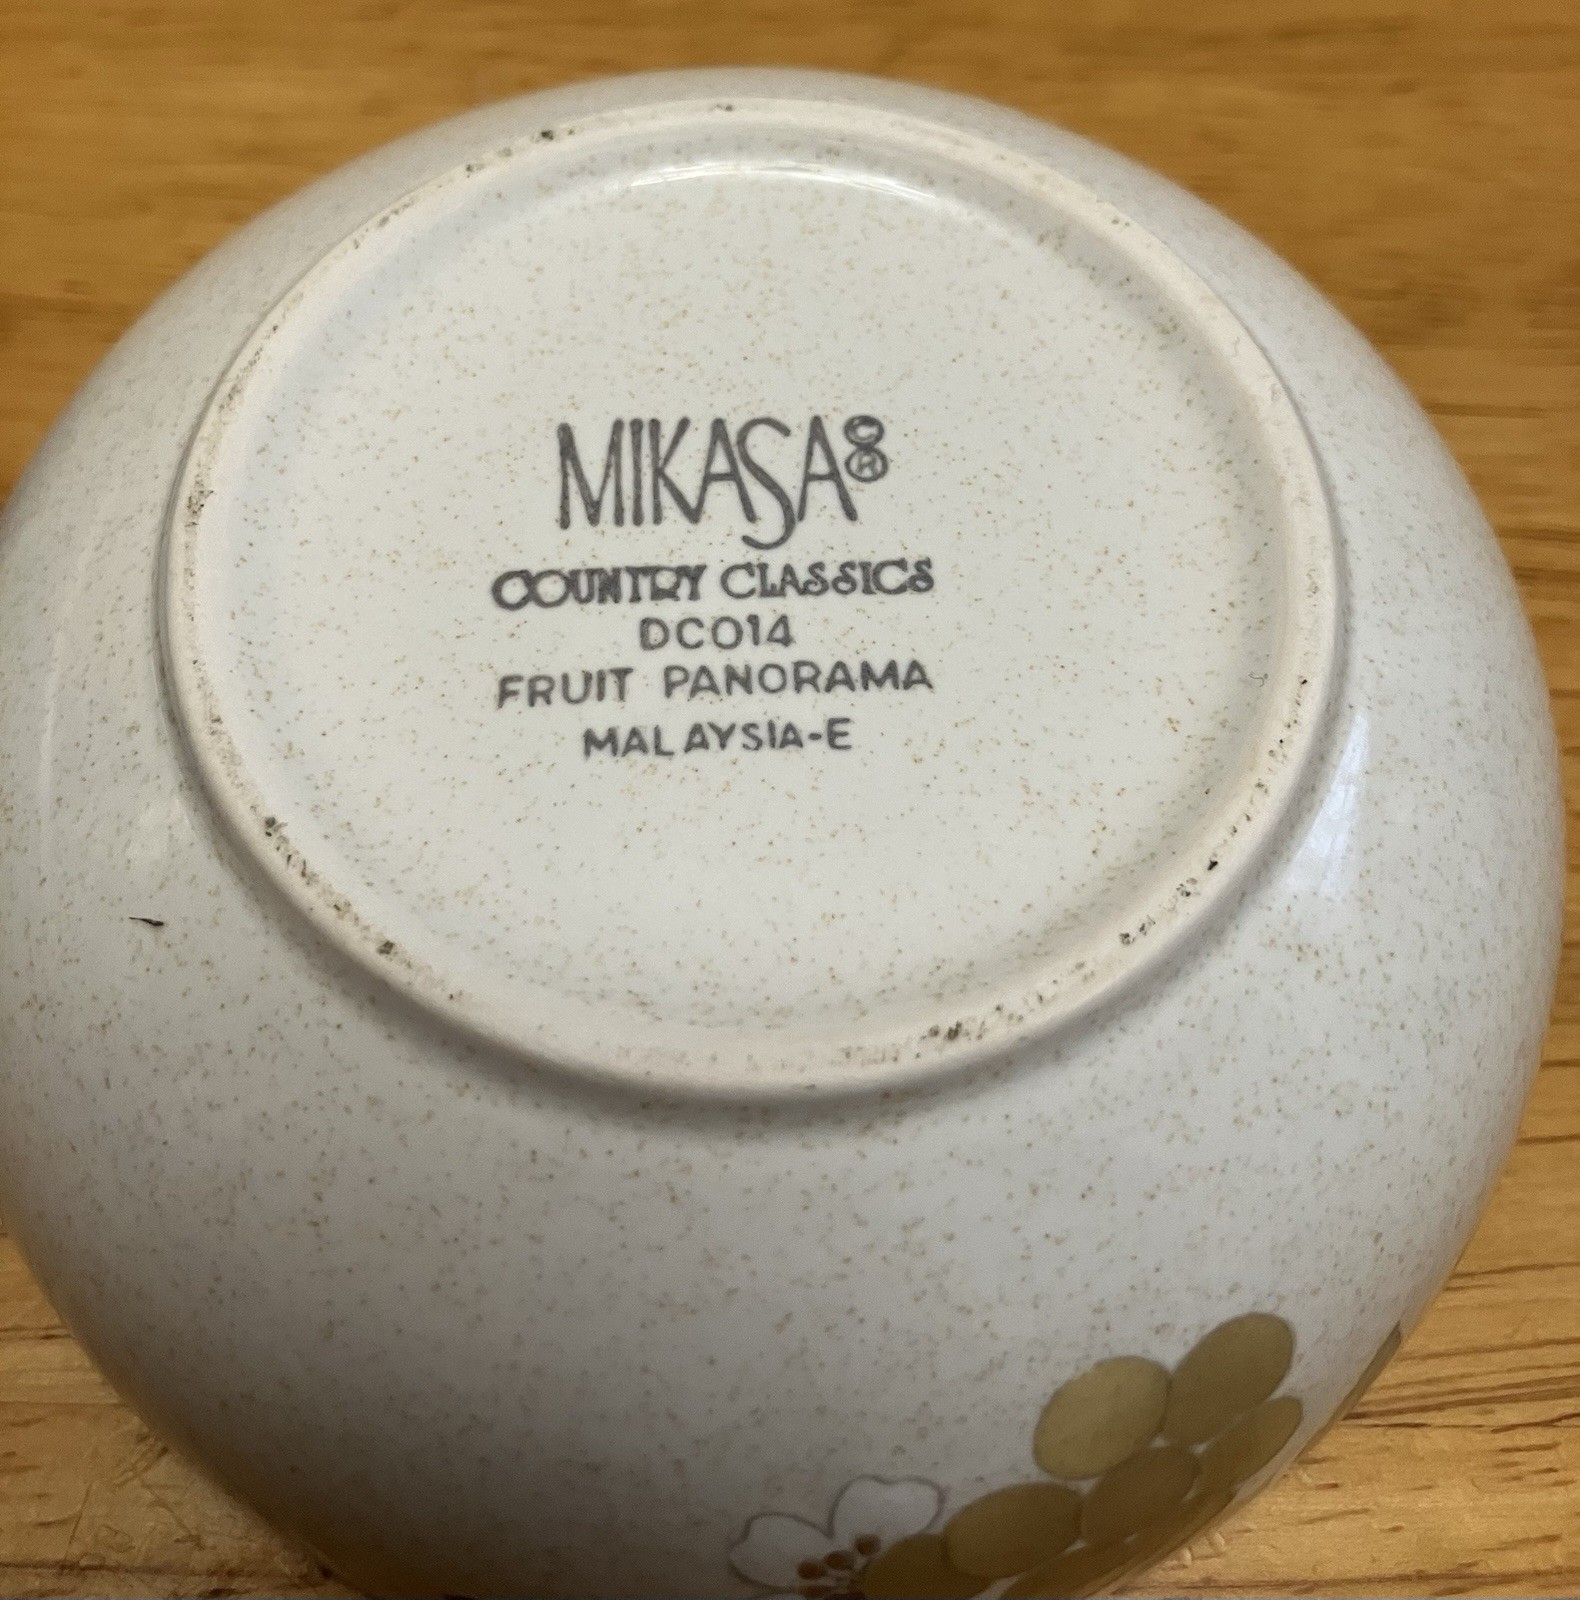 MIKASA®
COUNTRY CLASSICS
DC014
FRUIT PANORAMA
MALAYSIA-E